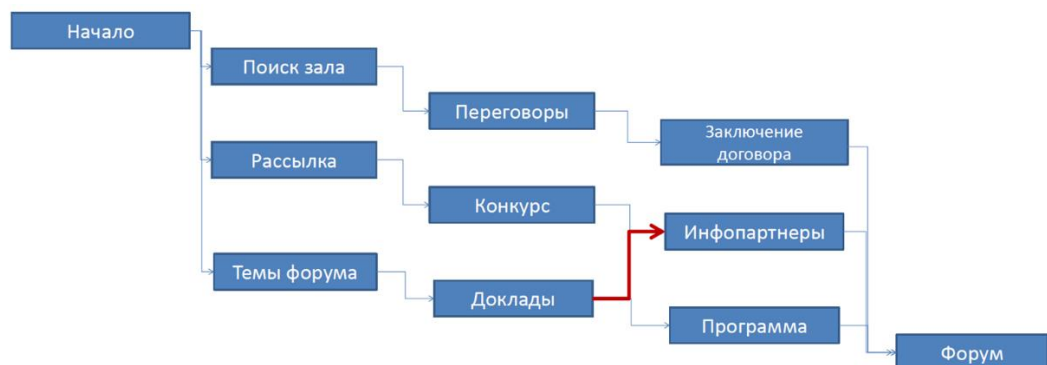 Начало
Поиск зала
Переговоры
Заключение
договора
Рассылка
Конкурс
Инфопартнеры
Темы форума
Доклады
Программа
Форум